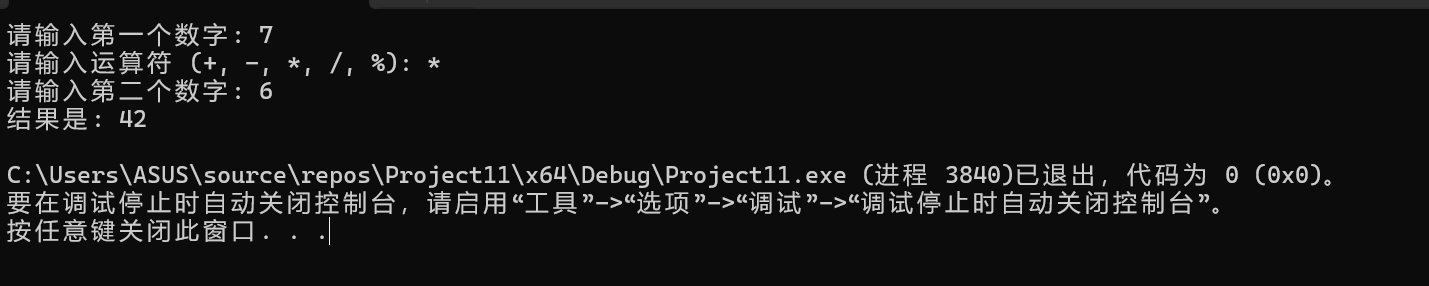 请输入第一个数字: 7
请输入运算符 (+, -, *, /, %): *
请输入第二个数字: 6
结果是: 42
C:\Users\ASUS\source\repos\Project11\x64\Debug\Project11.exe (进程 3840)已退出，代码为 0 (0x0)。
要在调试停止时自动关闭控制台，请启用“工具”->“选项”->“调试”->“调试停止时自动关闭控制台”。
按任意键关闭此窗口. . .